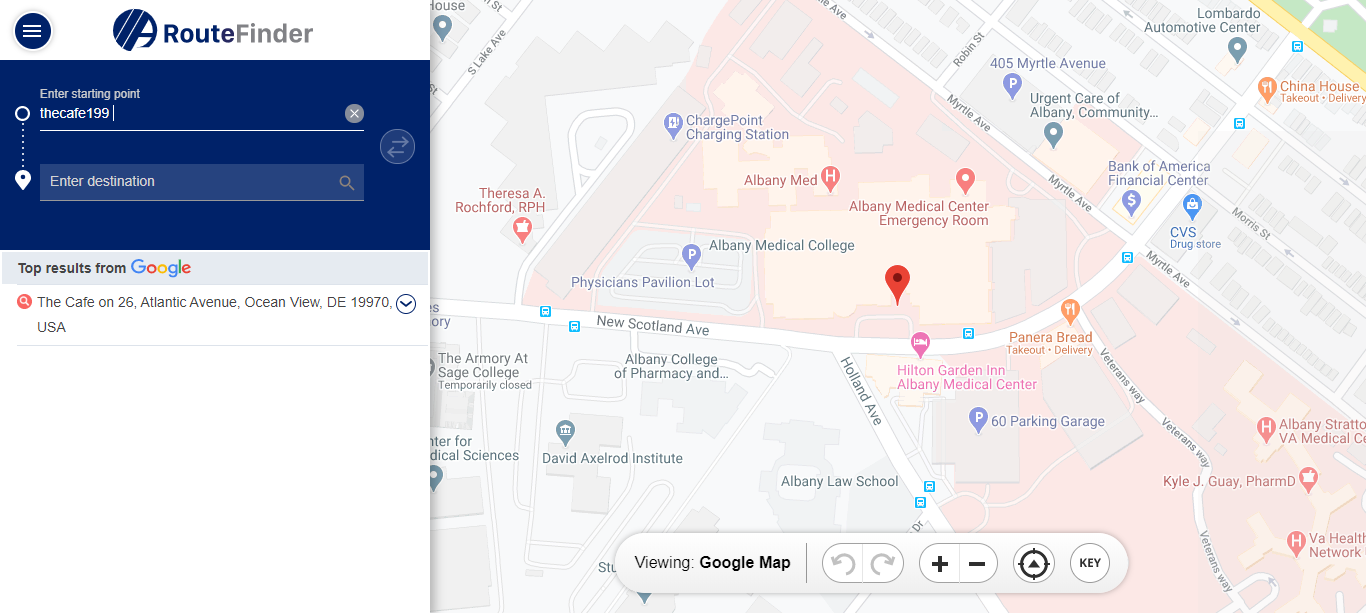 RouteFinder
Enter starting point
thecafe199
Enter destination
Top results from Google
The Cafe on 26, Atlantic Avenue, Ocean View, DE 19970,
USA
House
S Lake Ave
Robin St
Lombardo
Automotive Center
405 Myrtle Avenue
China House
Takeout • Delivery
Myrtle Ave
Urgent Care of
Albany, Community...
ChargePoint
Charging Station
Bank of America
Financial Center
Albany Med
Myrtle Ave
Theresa A.
Rochford, RPH
Albany Medical Center
Emergency Room
Morris St
CVS
Drug store
Albany Medical College
Myrtle Ave
Physicians Pavilion Lot
es
ory
New Scotland Ave
Panera Bread
Takeout • Delivery
The Armory At
Sage College
Temporarily closed
Albany College
of Pharmacy and...
Holland Ave
Hilton Garden Inn
Albany Medical Center
Veterans way
60 Parking Garage
Albany Stratto
VA Medical C
Veterans way
nter for
dical Sciences
David Axelrod Institute
Albany Law School
Kyle J. Guay, PharmD
Dr
Va Health
Network
Veterans way
Stu
Viewing: Google Map
KEY